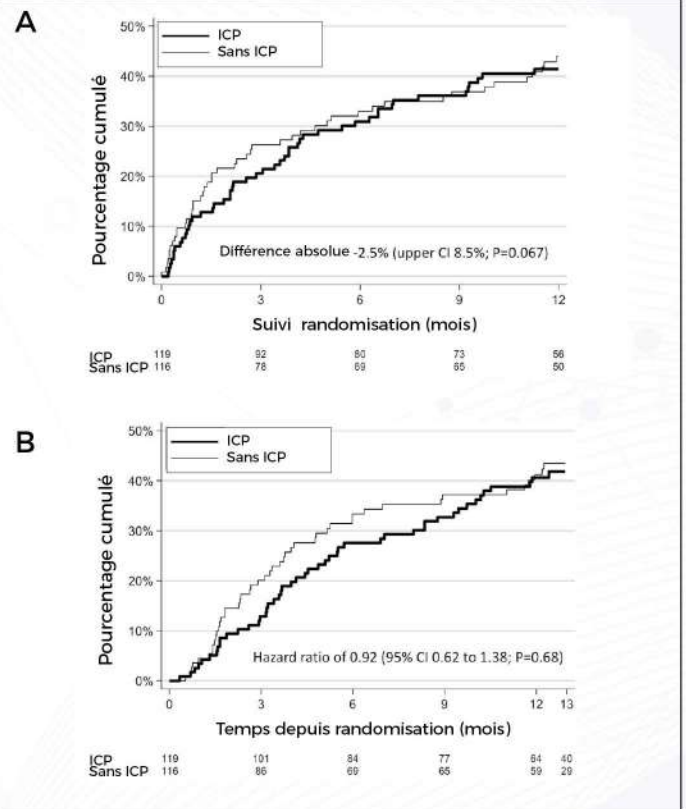 A
50%
ICP
Sans ICP
40%
30%
20%
10%
0%
Pourcentage cumulé
Différence absolue -2.5% (upper CI 8.5%; P=0.067)
0 3 6 9 12
Suivi randomisation (mois)
ICP 119 92 80 73 56
Sans ICP 116 78 69 65 50
B
50%
ICP
Sans ICP
40%
30%
20%
10%
0%
Pourcentage cumulé
Hazard ratio of 0.92 (95% CI 0.62 to 1.38; P=0.68)
0 3 6 9 12 13
Temps depuis randomisation (mois)
ICP 119 101 84 77 64 40
Sans ICP 116 86 69 65 59 29